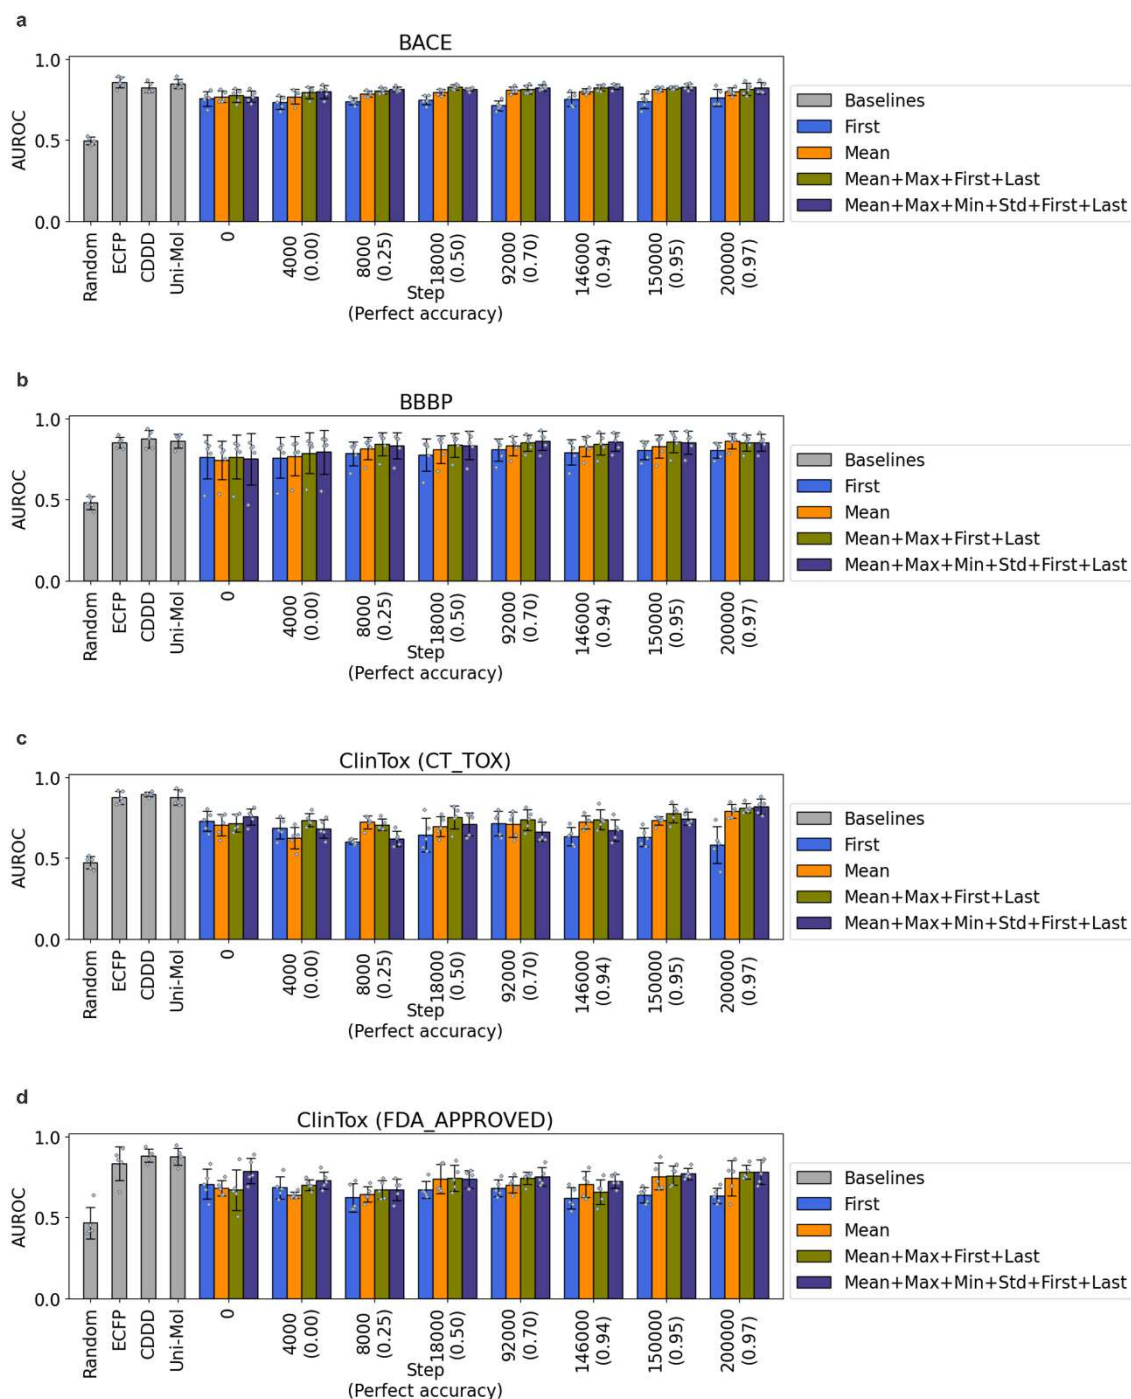 a
BACE
1.0
0.5
0.0
AUROC
Random
ECFP
CDDD
Uni-Mol
0
4000
(0.00)
8000
(0.25)
18000
(0.50)
92000
(0.70)
146000
(0.94)
150000
(0.95)
200000
(0.97)
Step
(Perfect accuracy)
Baselines
First
Mean
Mean+Max+First+Last
Mean+Max+Min+Std+First+Last
b
BBBP
1.0
0.5
0.0
AUROC
Random
ECFP
CDDD
Uni-Mol
0
4000
(0.00)
8000
(0.25)
18000
(0.50)
92000
(0.70)
146000
(0.94)
150000
(0.95)
200000
(0.97)
Step
(Perfect accuracy)
Baselines
First
Mean
Mean+Max+First+Last
Mean+Max+Min+Std+First+Last
c
ClinTox (CT_TOX)
1.0
0.5
0.0
AUROC
Random
ECFP
CDDD
Uni-Mol
0
4000
(0.00)
8000
(0.25)
18000
(0.50)
92000
(0.70)
146000
(0.94)
150000
(0.95)
200000
(0.97)
Step
(Perfect accuracy)
Baselines
First
Mean
Mean+Max+First+Last
Mean+Max+Min+Std+First+Last
d
ClinTox (FDA_APPROVED)
1.0
0.5
0.0
AUROC
Random
ECFP
CDDD
Uni-Mol
0
4000
(0.00)
8000
(0.25)
18000
(0.50)
92000
(0.70)
146000
(0.94)
150000
(0.95)
200000
(0.97)
Step
(Perfect accuracy)
Baselines
First
Mean
Mean+Max+First+Last
Mean+Max+Min+Std+First+Last